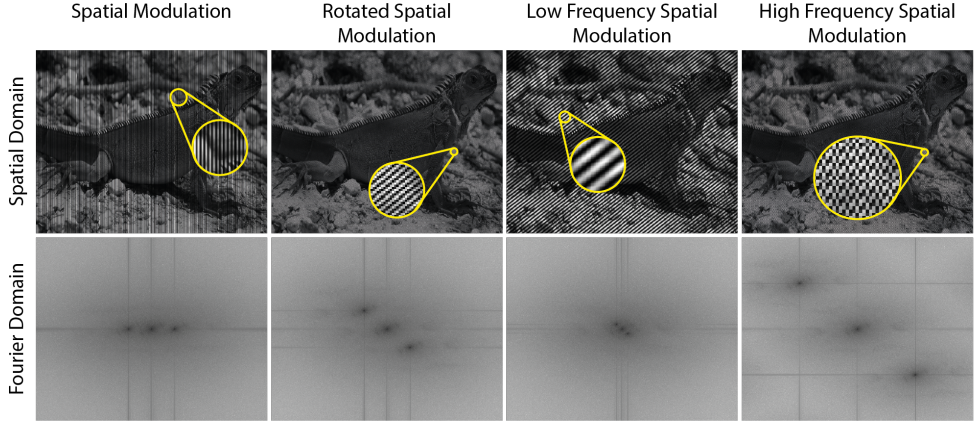 Spatial Modulation
Rotated Spatial
Modulation
Low Frequency Spatial
Modulation
High Frequency Spatial
Modulation
Spatial Domain
Fourier Domain